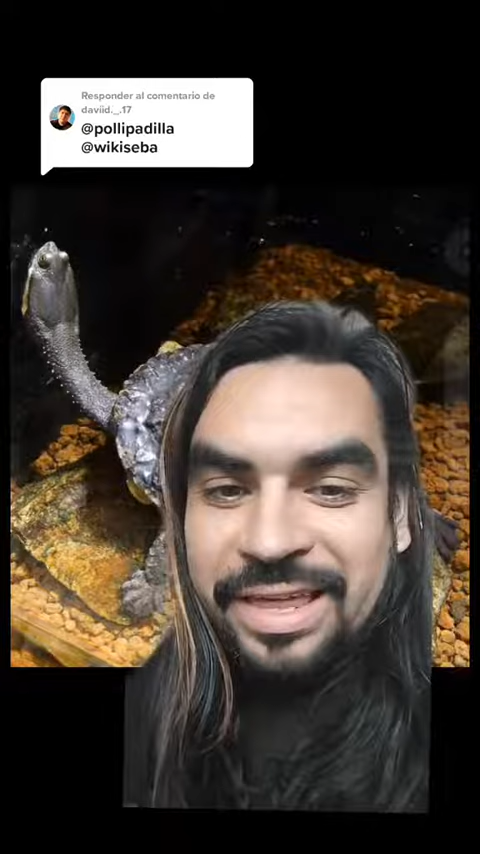 Responder al comentario de
daviid._.17
@pollipadilla
@wikiseba